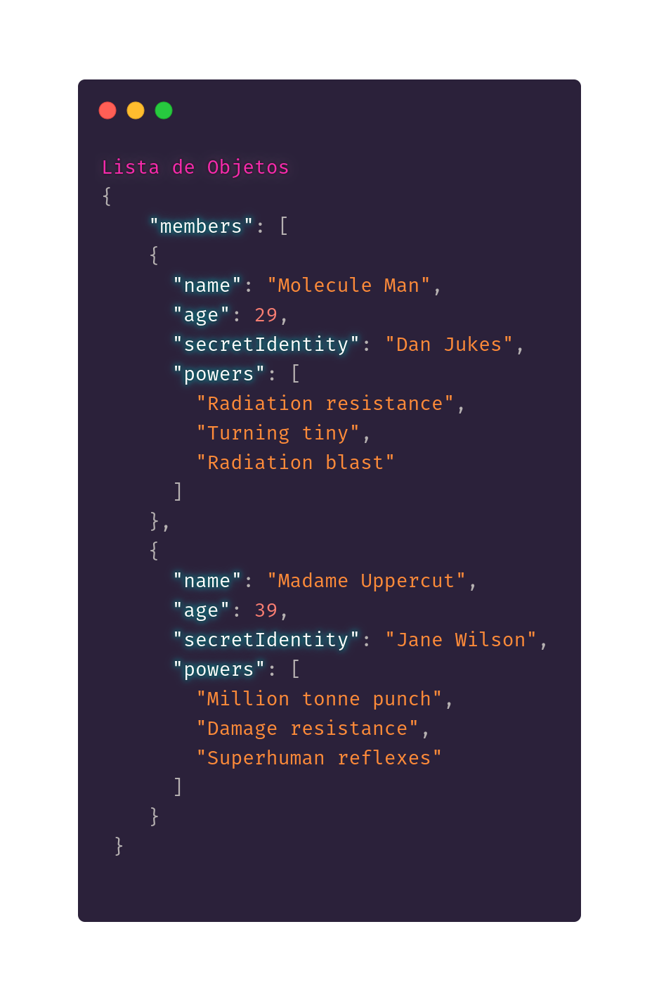 Lista de Objetos
{
    "members": [
    {
      "name": "Molecule Man",
      "age": 29,
      "secretIdentity": "Dan Jukes",
      "powers": [
        "Radiation resistance",
        "Turning tiny",
        "Radiation blast"
      ]
    },
    {
      "name": "Madame Uppercut",
      "age": 39,
      "secretIdentity": "Jane Wilson",
      "powers": [
        "Million tonne punch",
        "Damage resistance",
        "Superhuman reflexes"
      ]
    }
 }